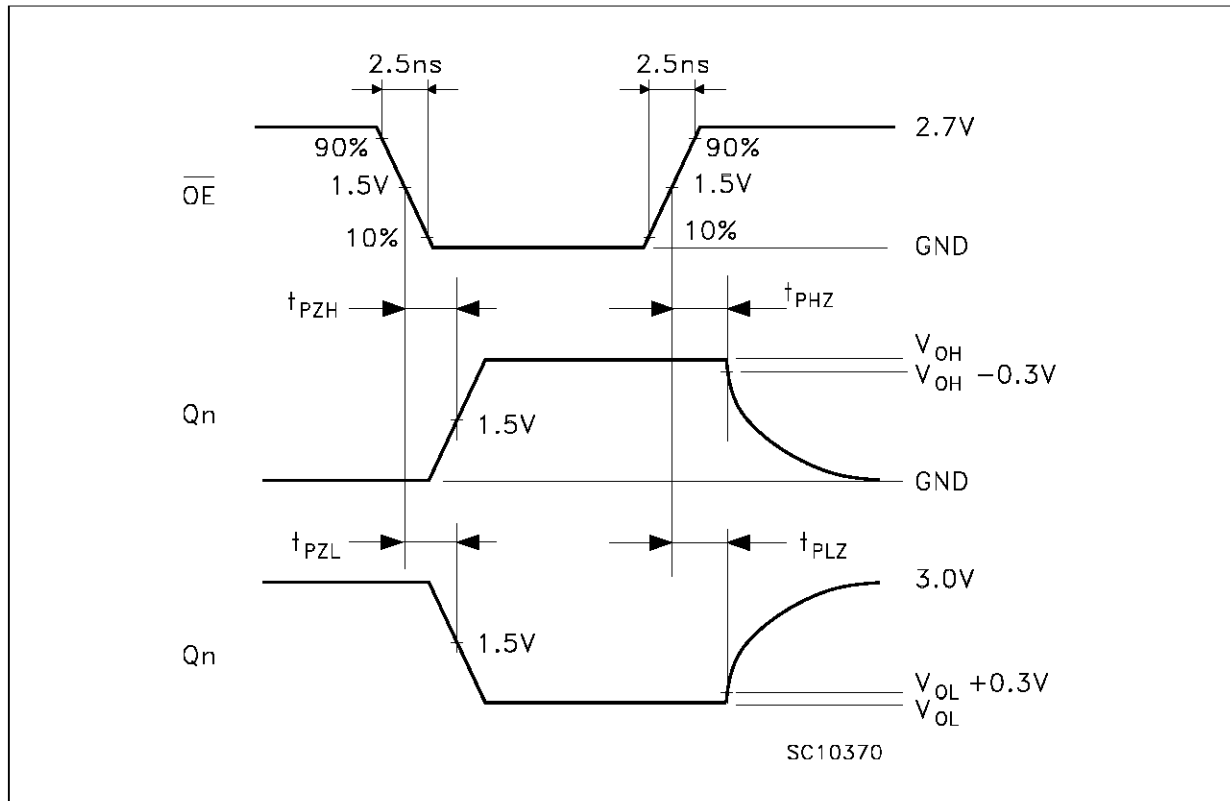 2.5ns 2.5ns
2.7V
90% 90%
OE 1.5V 1.5V
10% 10%
GND
tPZH tPHZ
VOH
VOH -0.3V
Qn 1.5V
GND
tPZL tPLZ
3.0V
Qn 1.5V
VOL +0.3V
VOL
SC10370